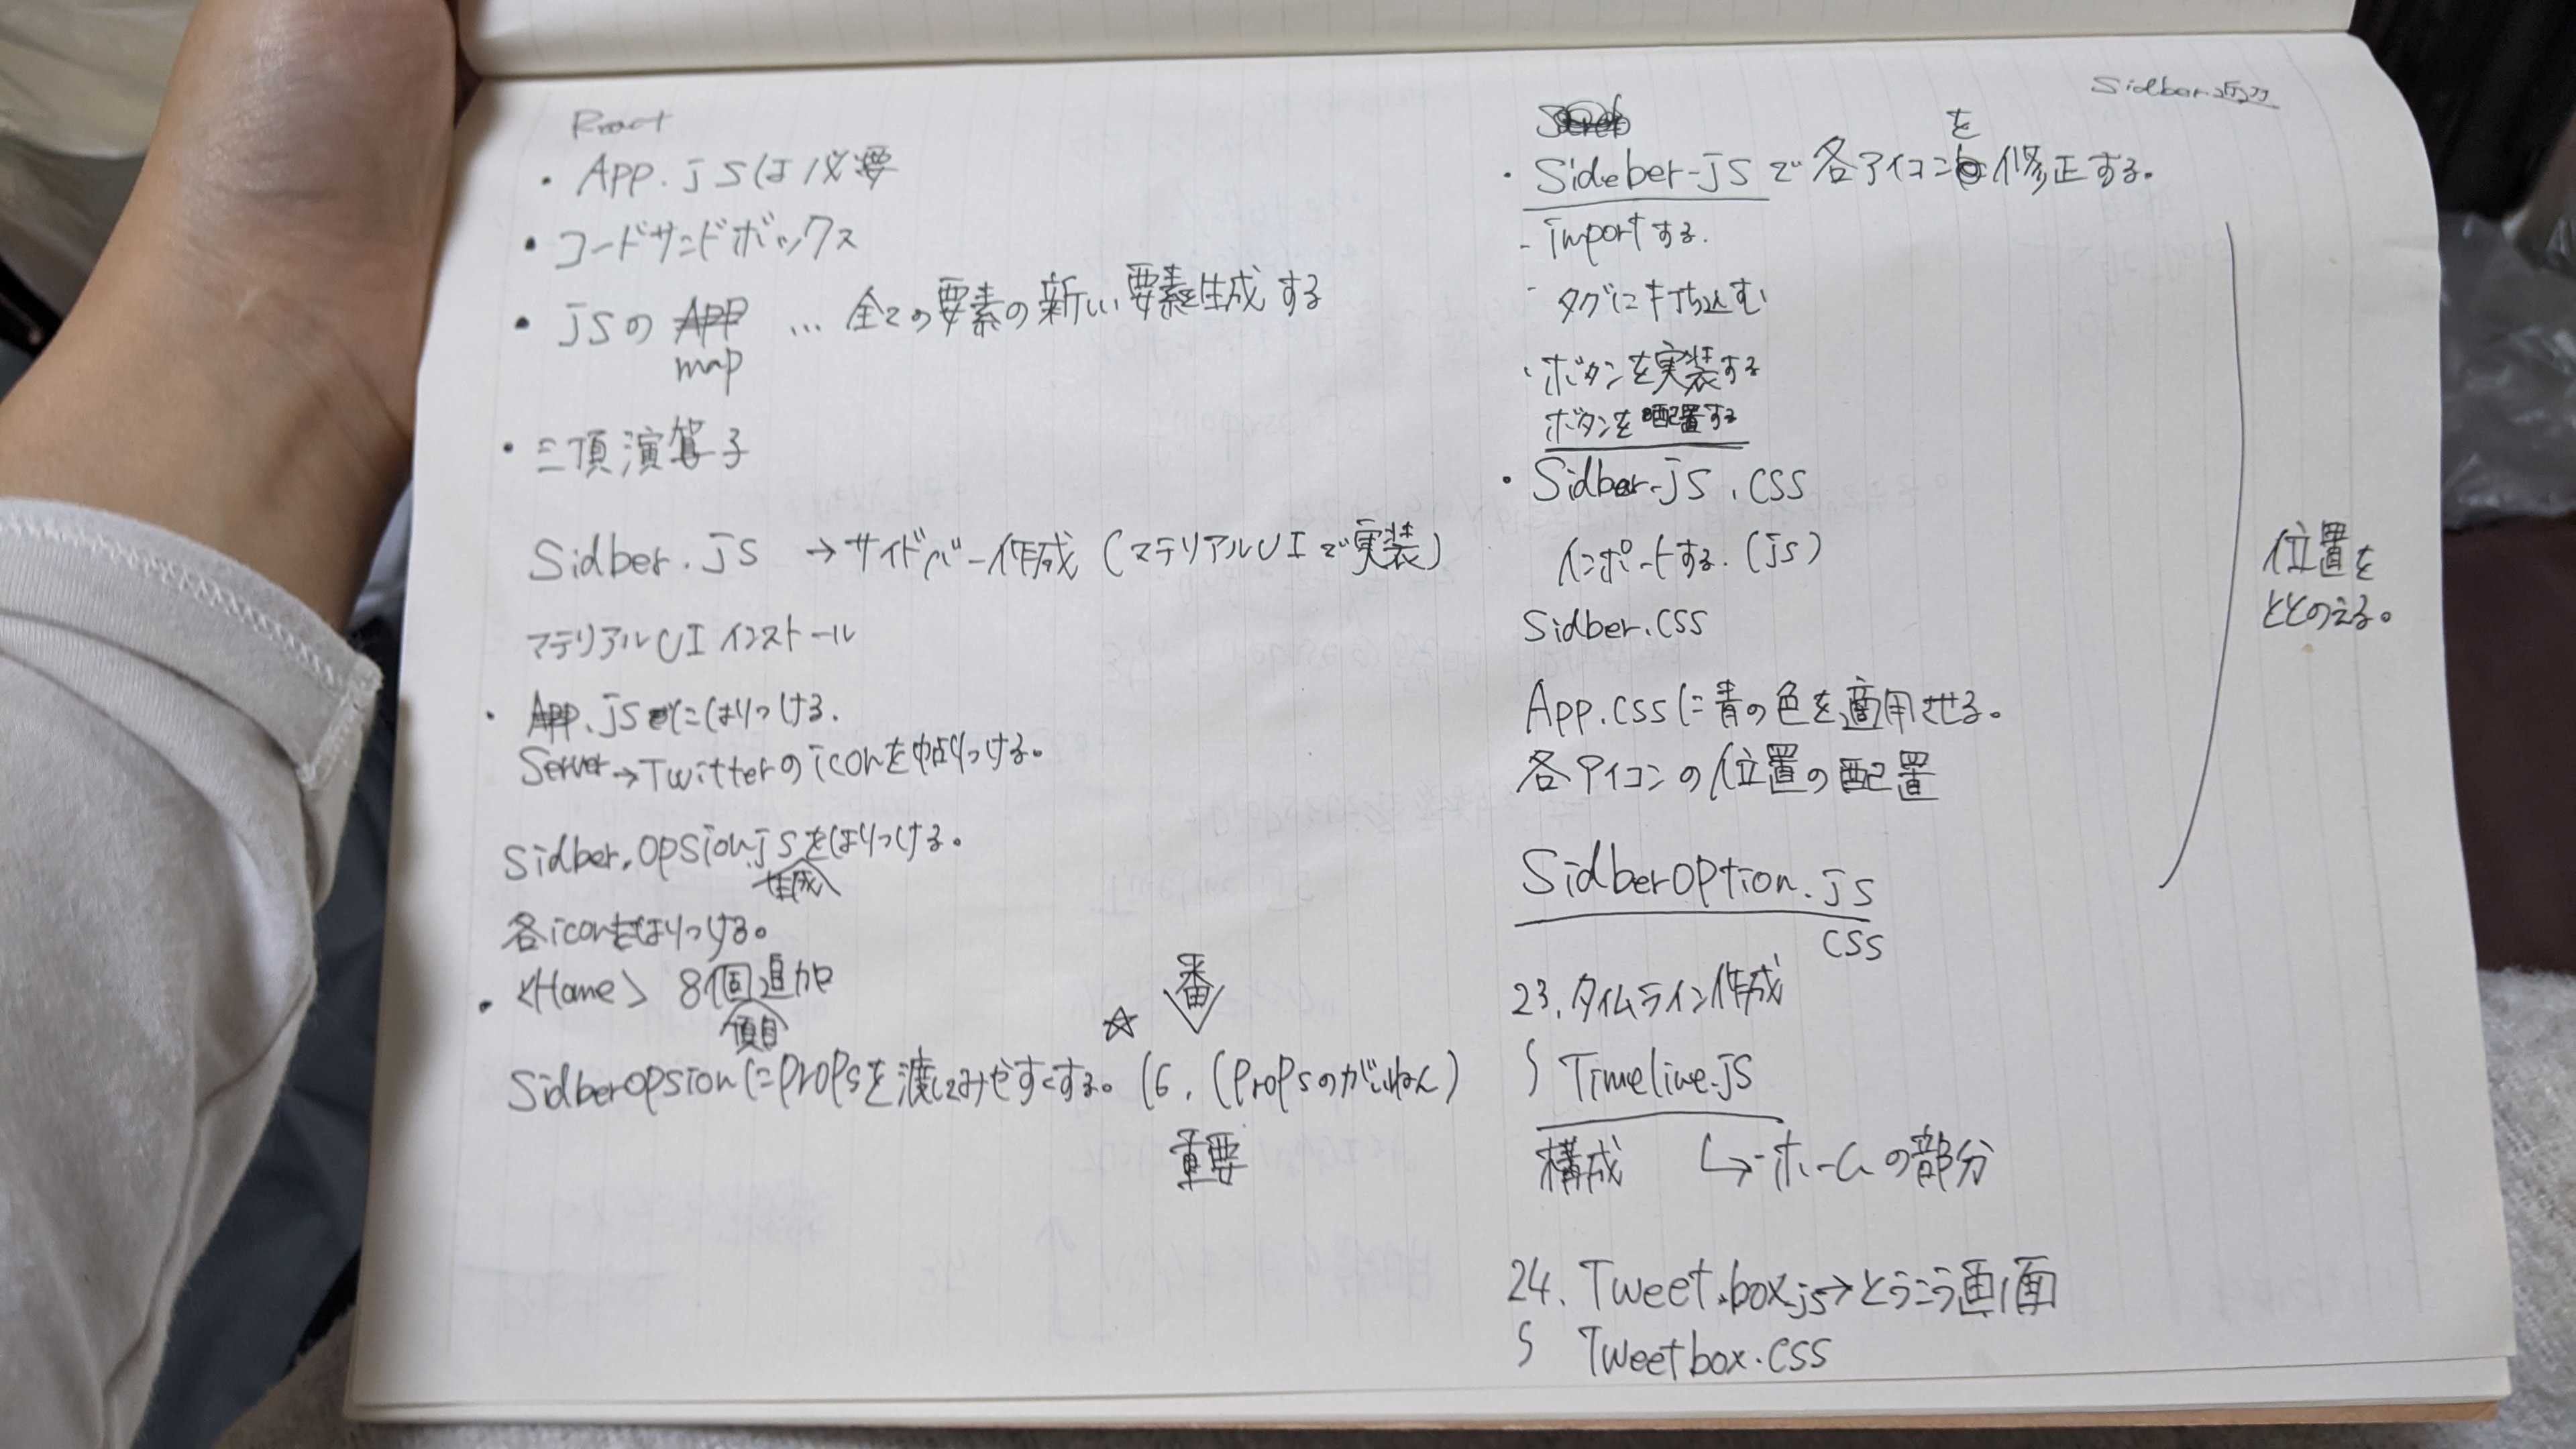 React
・App.jsは必要
・コードサンドボックス
・jsの ... 全ての要素の新しい要素を生成する
map
・三項演算子
Sidber.js →サイドバー作成(マテリアルUIで実装)
マテリアルUIインストール
・App.jsにはりつける.
Server→Twitterのiconを貼りつける。
Sidber.opsion.jsをはりつける。
生成
各iconをはりつける。
・<Home> 8個追加
項目
☆ 一番
Sidberopsionにpropsを渡してみやすくする。16.(propsのがいねん)
重要
Sidber
を
・Sideber-jsで各アイコン修正する。
- importする.
- タグに打ち込む
・ボタンを実装する
ボタンを配置する
・Sidber-js.css
インポートする.(js)
Sidber.css
App.cssに青の色を適用させる。
各アイコンの位置の配置
位置を
ととのえる。
Sidberoption.js
css
23.タイムライン作成
Timeline.js
構成 ↳ホームの部分
24. Tweet.box.js→とうこう画面
Tweetbox.css